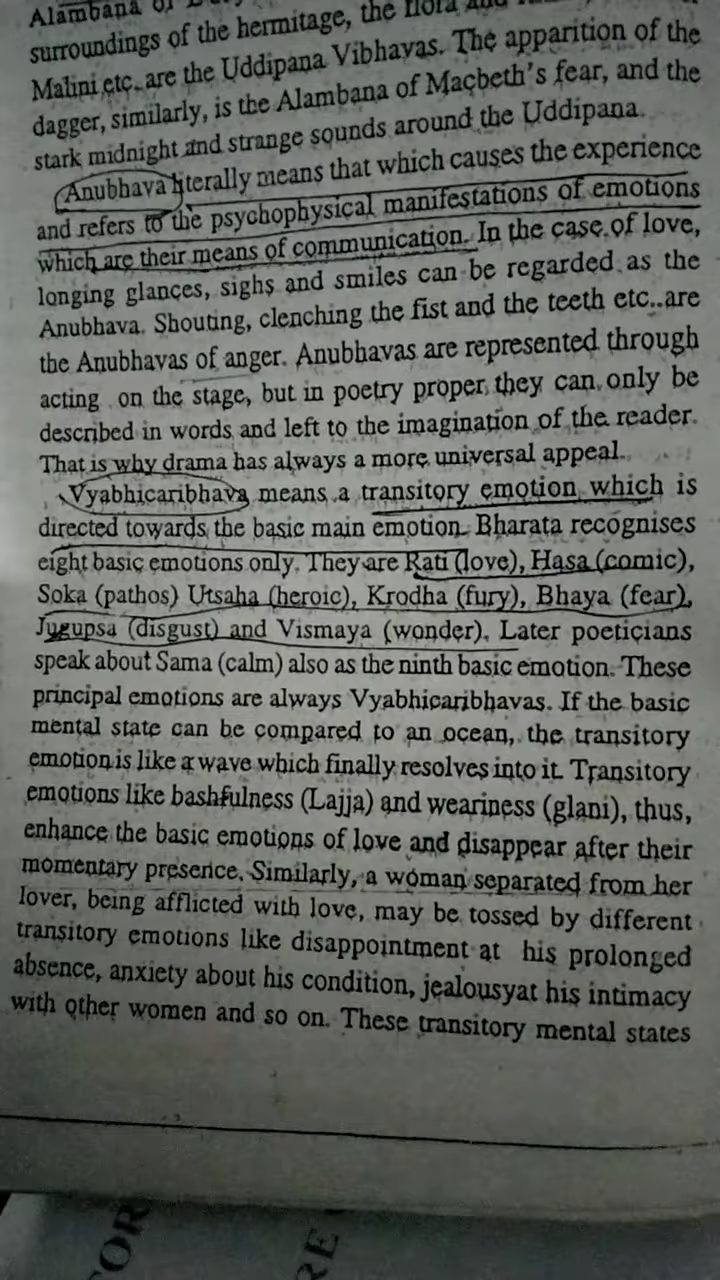 Alambana of
surroundings of the hermitage, the flora and
Malini etc. are the Uddipana Vibhavas. The apparition of the
dagger, similarly, is the Alambana of Macbeth's fear, and the
stark midnight and strange sounds around the Uddipana.
Anubhava literally means that which causes the experience
and refers to the psychophysical manifestations of emotions
which are their means of communication. In the case of love,
longing glances, sighs and smiles can be regarded as the
Anubhava. Shouting, clenching the fist and the teeth etc..are
the Anubhavas of anger. Anubhavas are represented through
acting on the stage, but in poetry proper they can only be
described in words and left to the imagination of the reader.
That is why drama has always a more universal appeal.
Vyabhicaribhava means a transitory emotion which is
directed towards the basic main emotion. Bharata recognises
eight basic emotions only. They are Rati (love), Hasa (comic),
Soka (pathos) Utsaha (heroic), Krodha (fury), Bhaya (fear),
Jugupsa (disgust) and Vismaya (wonder). Later poeticians
speak about Sama (calm) also as the ninth basic emotion. These
principal emotions are always Vyabhicaribhavas. If the basic
mental state can be compared to an ocean, the transitory
emotion is like a wave which finally resolves into it. Transitory
emotions like bashfulness (Lajja) and weariness (glani), thus,
enhance the basic emotions of love and disappear after their
momentary presence. Similarly, a woman separated from her
lover, being afflicted with love, may be tossed by different
transitory emotions like disappointment at his prolonged
absence, anxiety about his condition, jealousyat his intimacy
with other women and so on. These transitory mental states